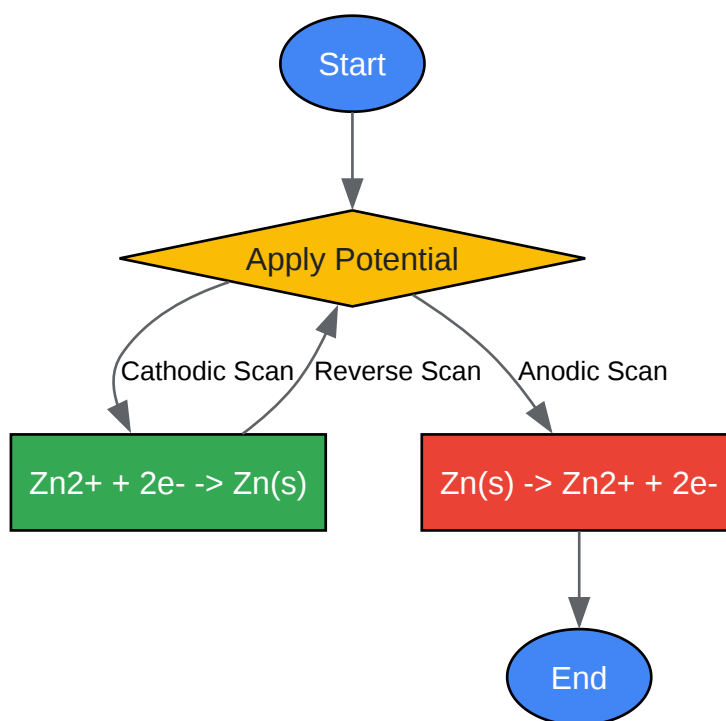 Start
Apply Potential
Cathodic Scan
Reverse Scan
Anodic Scan
Zn2+ + 2e- -> Zn(s)
Zn(s) -> Zn2+ + 2e-
End